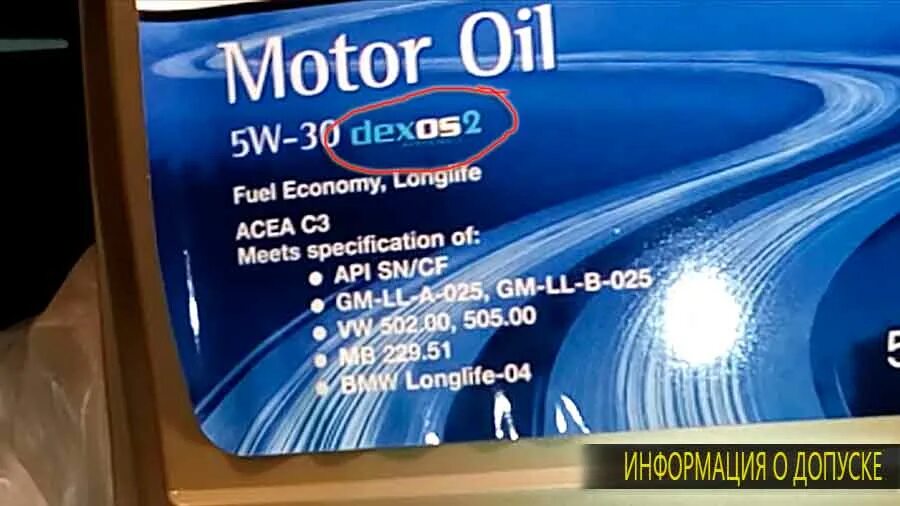 Motor Oil
5W-30 dexos2
Fuel Economy, Longlife
ACEA C3
Meets specification of:
• API SN/CF
• GM-LL-A-025, GM-LL-B-025
• VW 502.00, 505.00
• MB 229.51
• BMW Longlife-04
5
ИНФОРМАЦИЯ О ДОПУСКЕ